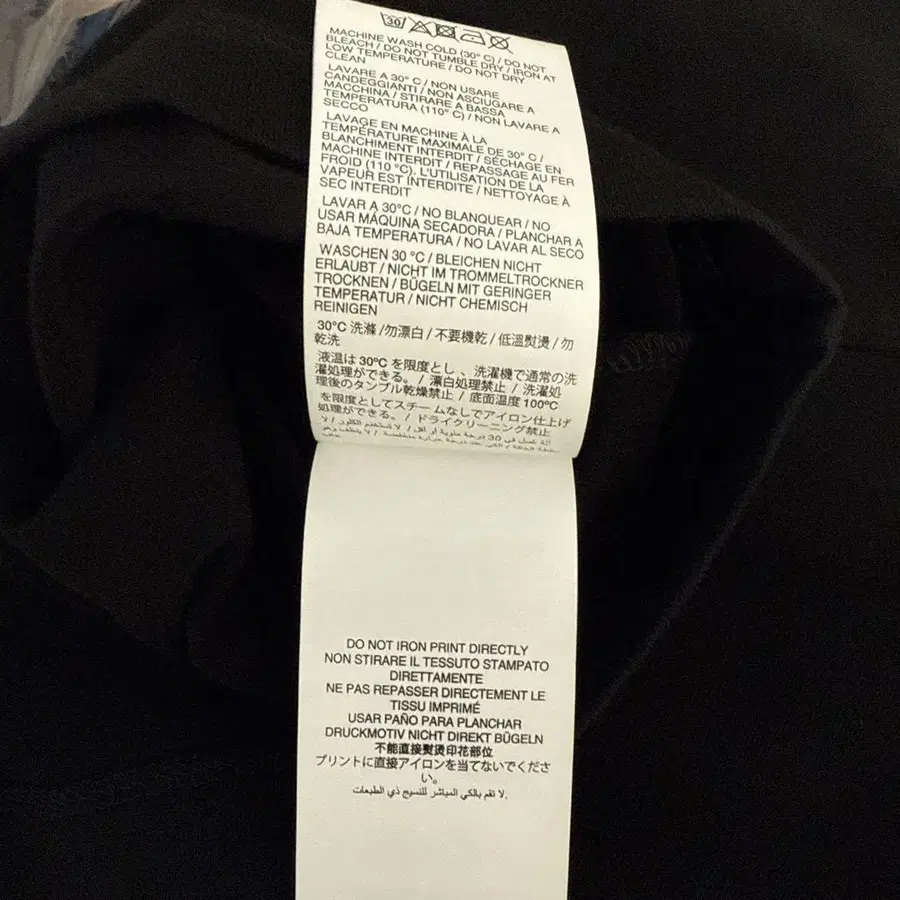 30
MACHINE WASH COLD (30° C) / DO NOT
BLEACH / DO NOT TUMBLE DRY / IRON AT
LOW TEMPERATURE / DO NOT DRY
CLEAN
LAVARE A 30° C / NON USARE
CANDEGGIANTI / NON ASCIUGARE A
MACCHINA / STIRARE A BASSA
TEMPERATURA (110° C) / NON LAVARE A
SECCO
LAVAGE EN MACHINE À LA
TEMPÉRATURE MAXIMALE DE 30° C /
BLANCHIMENT INTERDIT / SÉCHAGE EN
MACHINE INTERDIT / REPASSAGE AU FER
FROID (110 °C). L'UTILISATION DE LA
VAPEUR EST INTERDITE / NETTOYAGE À
SEC INTERDIT
LAVAR A 30°C / NO BLANQUEAR / NO
USAR MÁQUINA SECADORA / PLANCHAR A
BAJA TEMPERATURA / NO LAVAR AL SECO
WASCHEN 30 °C / BLEICHEN NICHT
ERLAUBT / NICHT IM TROMMELTROCKNER
TROCKNEN / BÜGELN MIT GERINGER
TEMPERATUR / NICHT CHEMISCH
REINIGEN
30°C 洗滌 /勿漂白 / 不要機乾 / 低溫熨燙 / 勿
乾洗
液温は 30°C を限度とし 、洗濯機で通常の洗
濯処理ができる。 / 漂白処理禁止 / 洗濯処
理後のタンブル乾燥禁止 / 底面温度 100°C
を限度としてスチームなしでアイロン仕上げ
処理ができる。 / ドライクリーニング禁止
DO NOT IRON PRINT DIRECTLY
NON STIRARE IL TESSUTO STAMPATO
DIRETTAMENTE
NE PAS REPASSER DIRECTEMENT LE
TISSU IMPRIMÉ
USAR PAÑO PARA PLANCHAR
DRUCKMOTIV NICHT DIREKT BÜGELN
不能直接熨燙印花部位
プリントに直接アイロンを当てないでくださ
い。
لا تقم بالكي المباشر للنسيج ذي الطبعات.